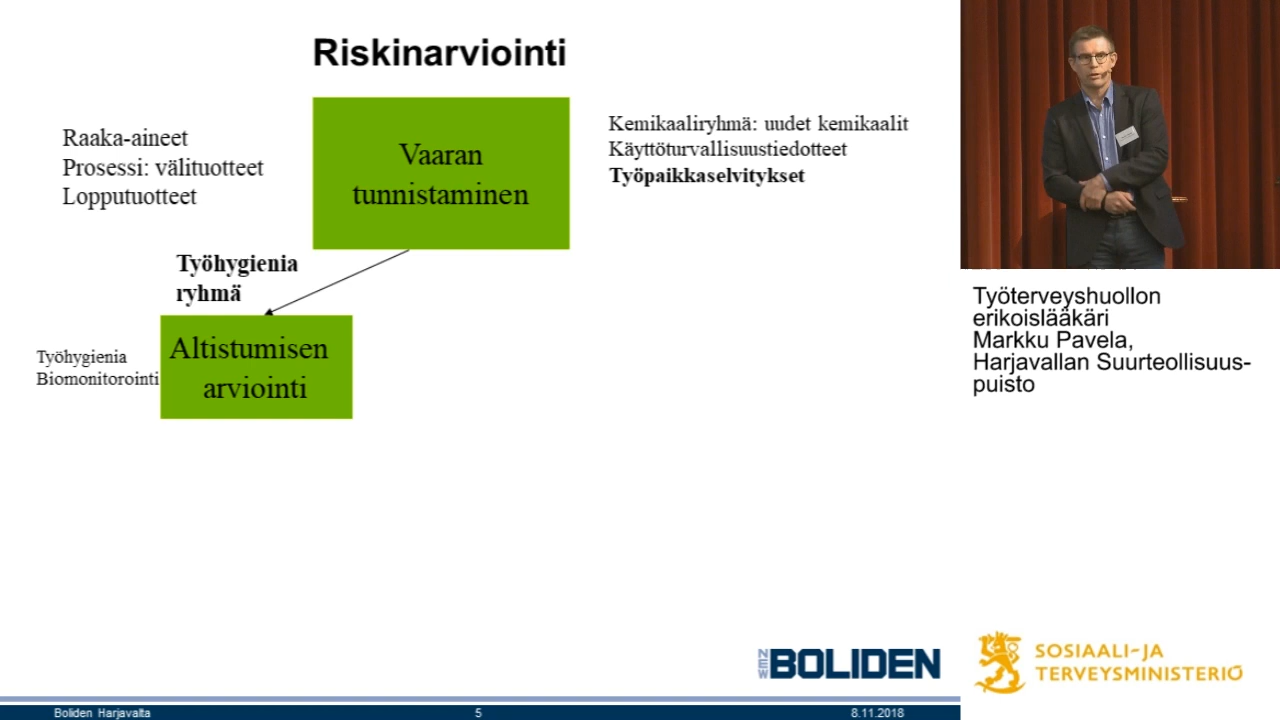 Riskinarviointi
Raaka-aineet
Prosessi: välituotteet
Lopputuotteet
Vaaran
tunnistaminen
Kemikaaliryhmä: uudet kemikaalit
Käyttöturvallisuustiedotteet
Työpaikkaselvitykset
Työhygienia
ryhmä
Työhygienia
Biomonitorointi
Altistumisen
arviointi
Työterveyshuollon
erikoislääkäri
Markku Pavela,
Harjavallan Suurteollisuus-
puisto
NEW BOLIDEN
SOSIAALI- JA
TERVEYSMINISTERIÖ
Boliden Harjavalta
5
8.11.2018